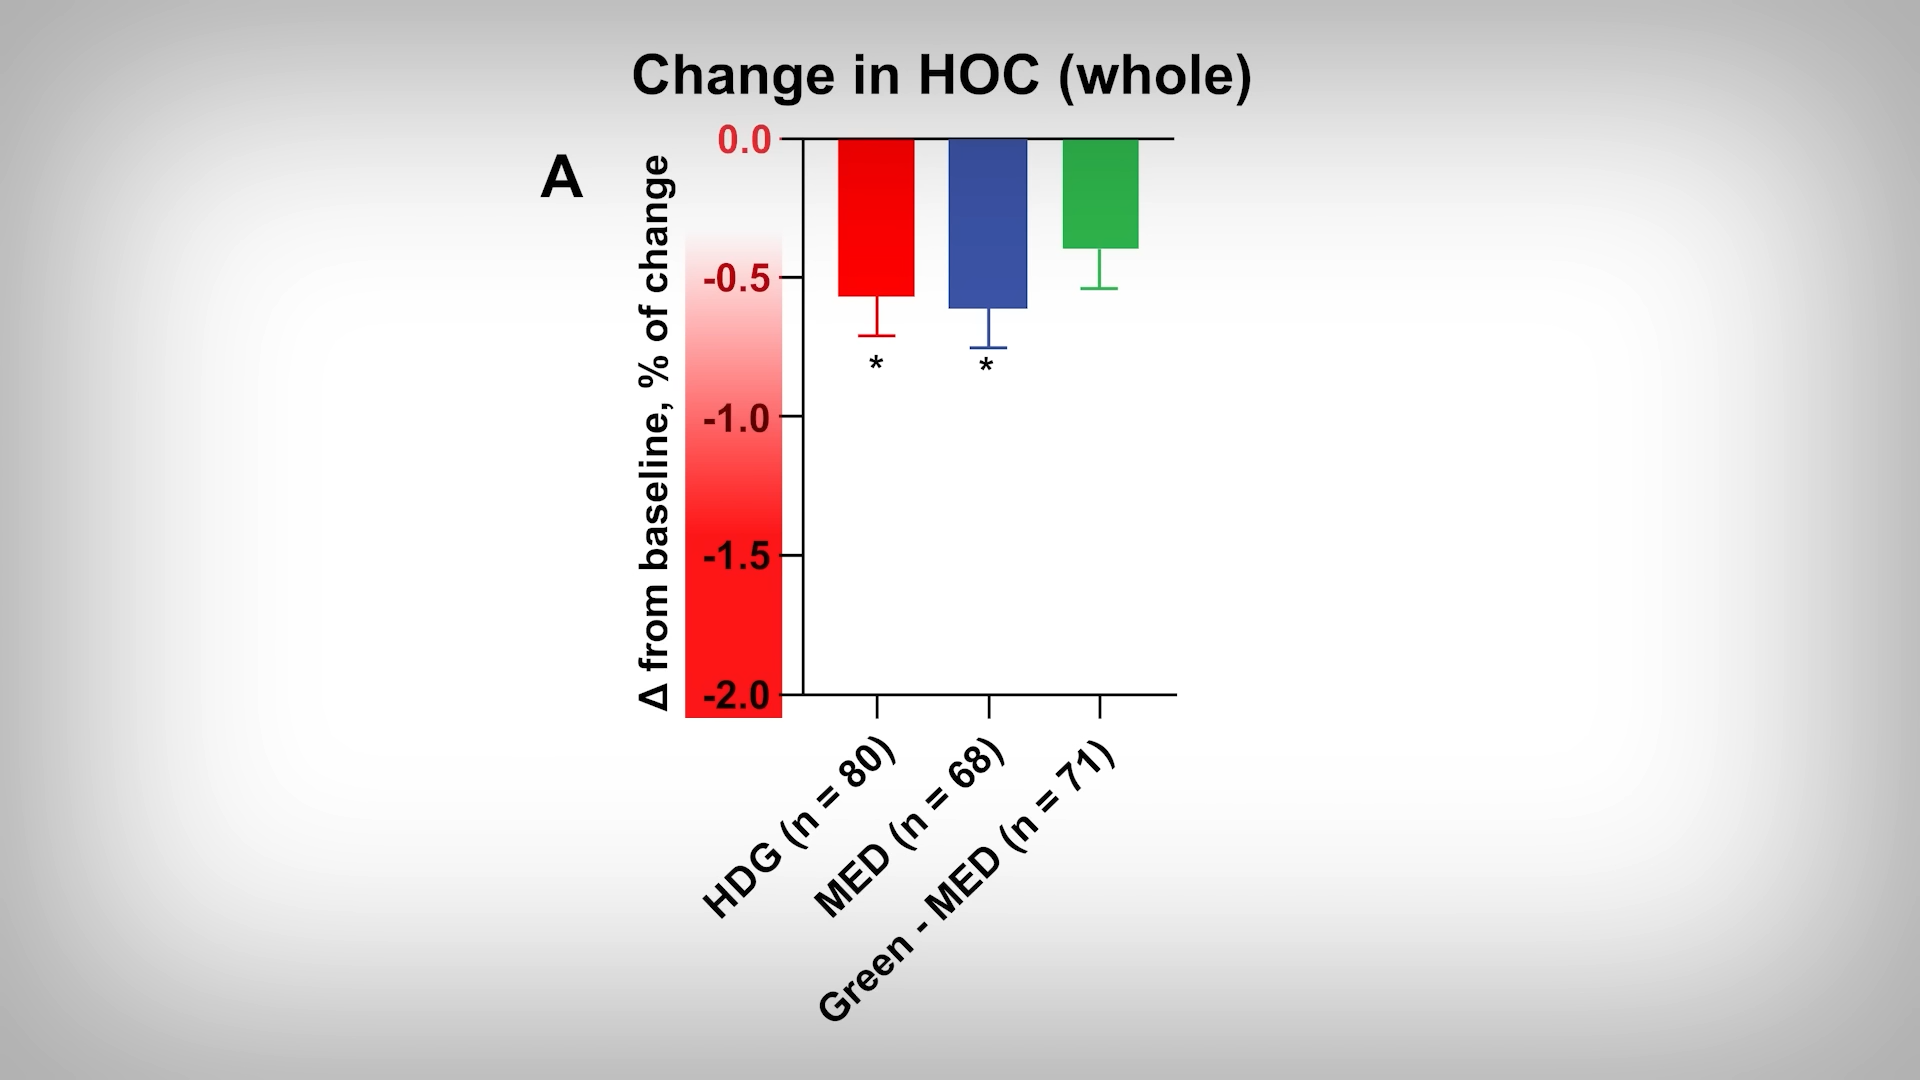 Change in HOC (whole)
A
Δ from baseline, % of change
0.0
-0.5
-1.0
-1.5
-2.0
*
*
HDG (n = 80)
MED (n = 68)
Green - MED (n = 71)